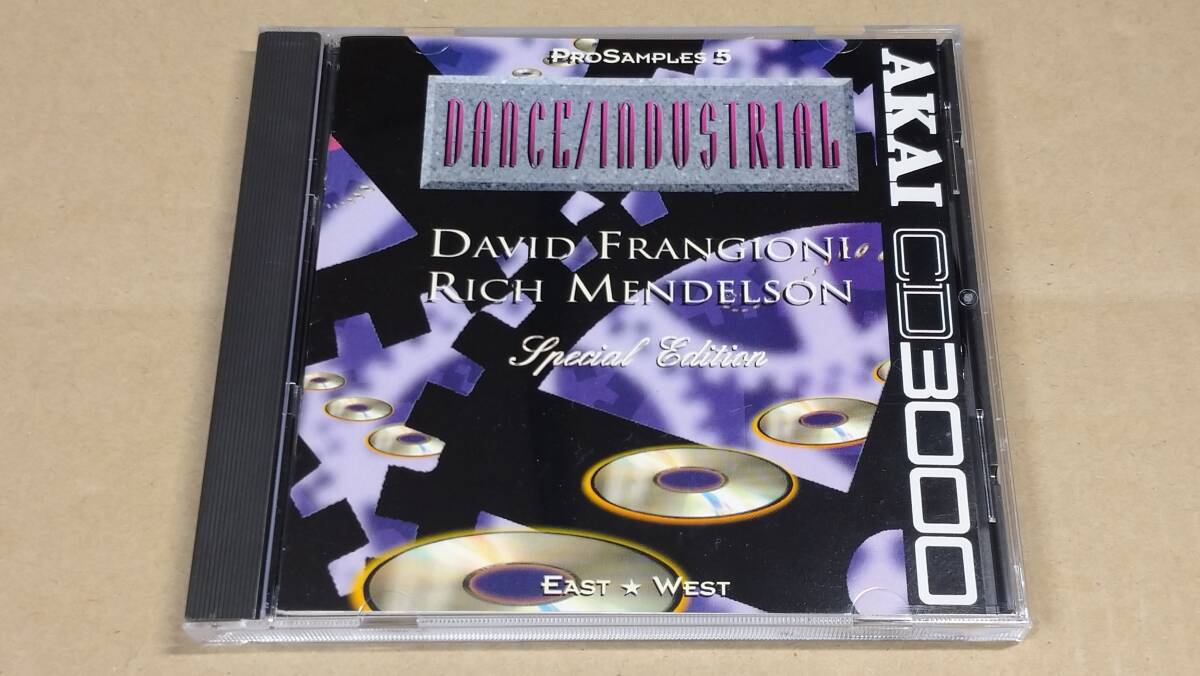 PROSAMPLES 5
DANCE/INDUSTRIAL
DAVID FRANGIONI
RICH MENDELSON
Special Edition
EAST ★ WEST
AKAI CD3000